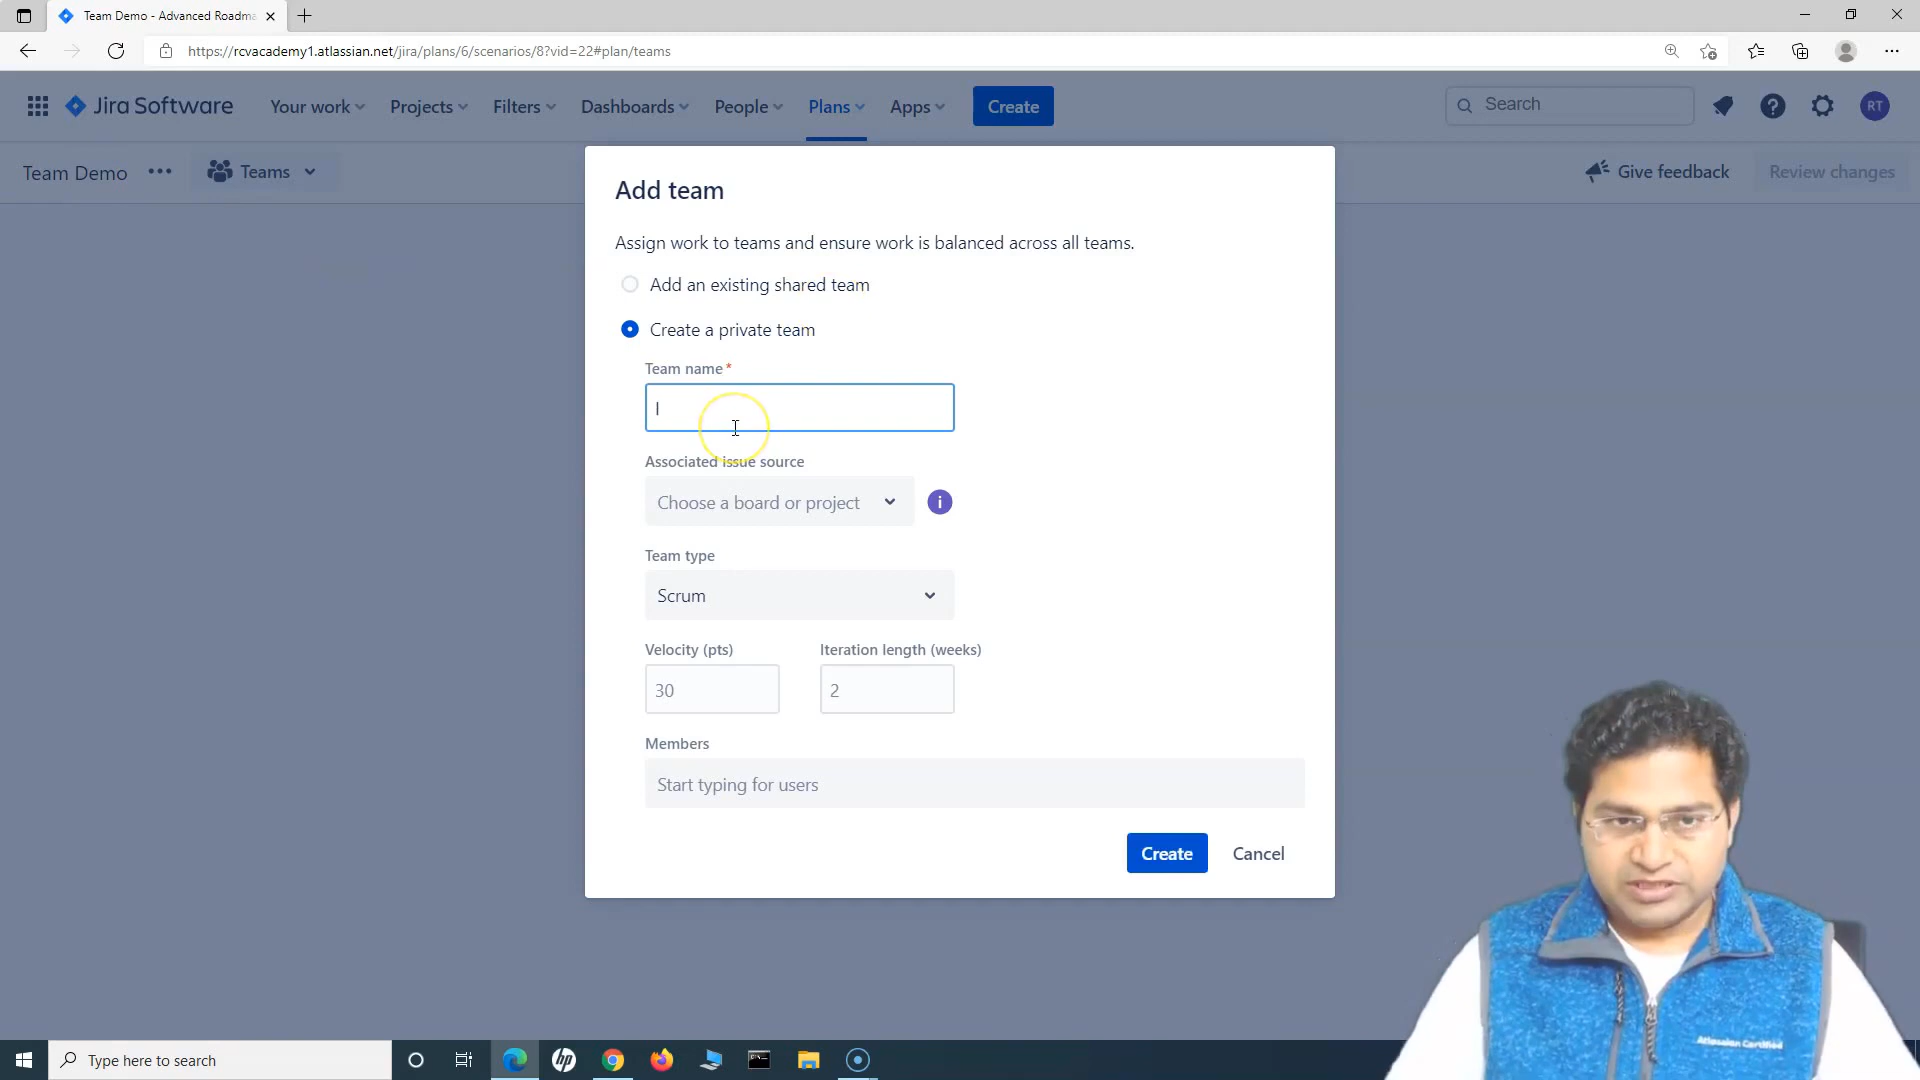 Team Demo - Advanced Roadma
https://rcvacademy1.atlassian.net/jira/plans/6/scenarios/8?vid=22#plan/teams
Jira Software
Your work
Projects
Filters
Dashboards
People
Plans
Apps
Create
Search
RT
Team Demo
Teams
Give feedback
Review changes
Add team
Assign work to teams and ensure work is balanced across all teams.
Add an existing shared team
Create a private team
Team name*
Associated issue source
Choose a board or project
i
Team type
Scrum
Velocity (pts)
Iteration length (weeks)
30
2
Members
Start typing for users
Create
Cancel
Atlassian Certified
Type here to search
hp